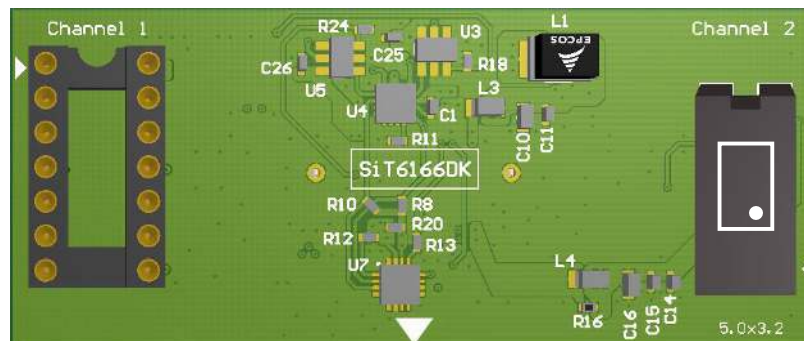 Channel 1
R24
C25
U3
L1
EPCOS
Channel 2
C26
U5
R18
U4
C1
L3
C10
C11
R11
SiT6166DK
R10
R8
R20
R12
R13
U7
L4
R16
C16
C15
C14
5.0x3.2